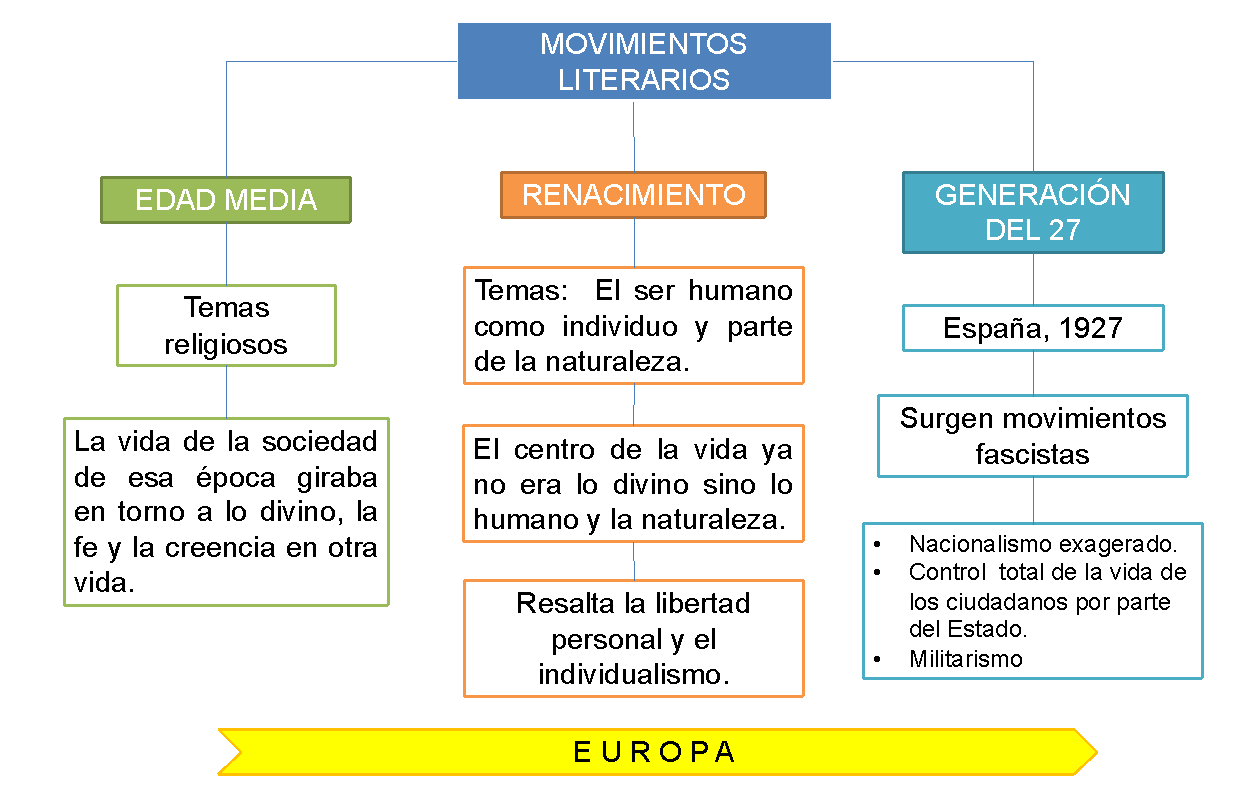 MOVIMIENTOS
LITERARIOS
EDAD MEDIA
Temas
religiosos
La vida de la sociedad
de esa época giraba
en torno a lo divino, la
fe y la creencia en otra
vida.
RENACIMIENTO
Temas: El ser humano
como individuo y parte
de la naturaleza.
El centro de la vida ya
no era lo divino sino lo
humano y la naturaleza.
Resalta la libertad
personal y el
individualismo.
GENERACIÓN
DEL 27
España, 1927
Surgen movimientos
fascistas
• Nacionalismo exagerado.
• Control total de la vida de
los ciudadanos por parte
del Estado.
• Militarismo
E U R O P A